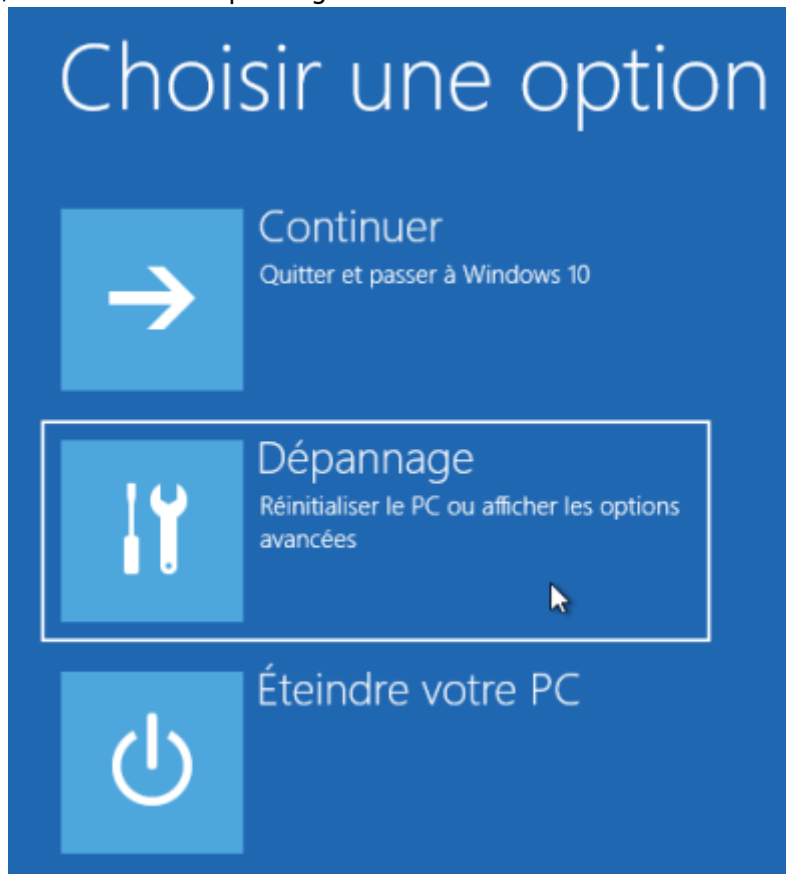 Choisir une option
Continuer
Quitter et passer à Windows 10
Dépannage
Réinitialiser le PC ou afficher les options
avancées
Éteindre votre PC